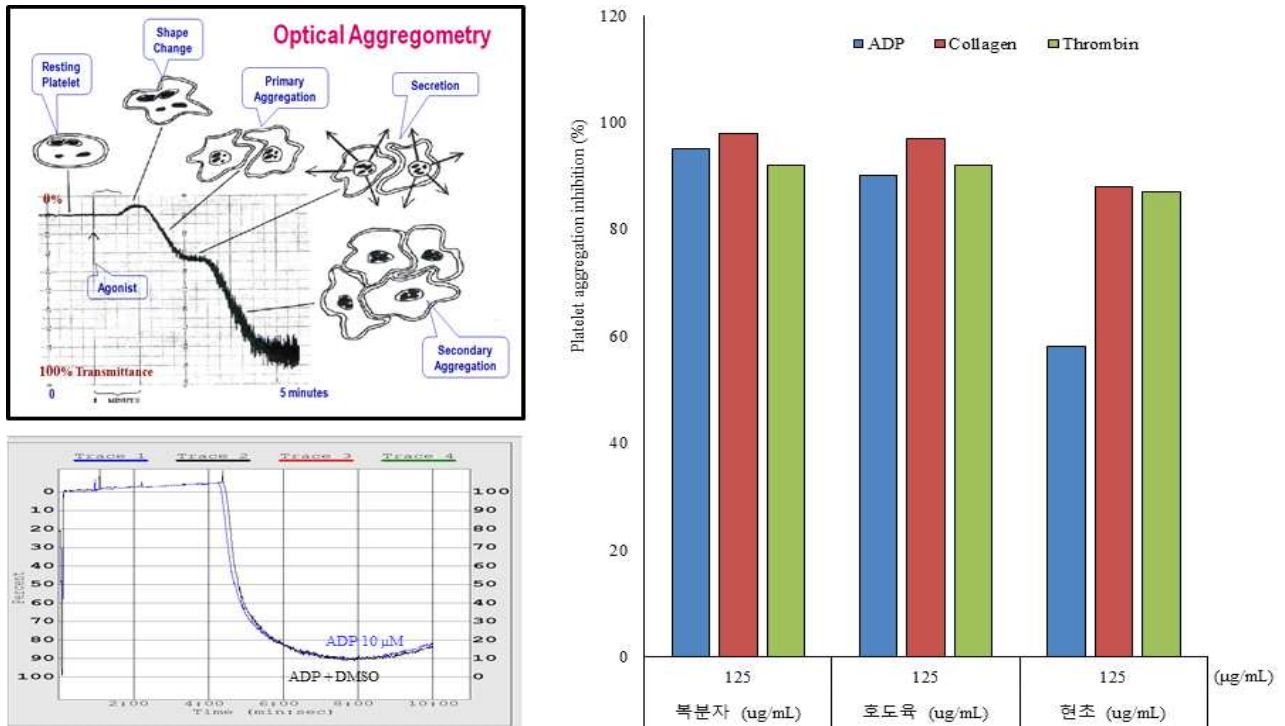 Optical Aggregometry
Shape
Change
Resting
Platelet
Primary
Aggregation
Secretion
0%
Agonist
Secondary
Aggregation
100% Transmittance
0
5 minutes
Trace 1 Trace 2 Trace 3 Trace 4
0 100
10 90
20 80
30 70
40 60
50 50
60 40
70 30
80 20
90 10
100 0
Percent
ADP 10 µM
ADP + DMSO
2:00 4:00 6:00 8:00 10:00
Time (min:sec)
ADP Collagen Thrombin
Platelet aggregation inhibition (%)
120
100
80
60
40
20
0
125 125 125 (µg/mL)
복분자 (ug/mL) 호도육 (ug/mL) 현초 (ug/mL)